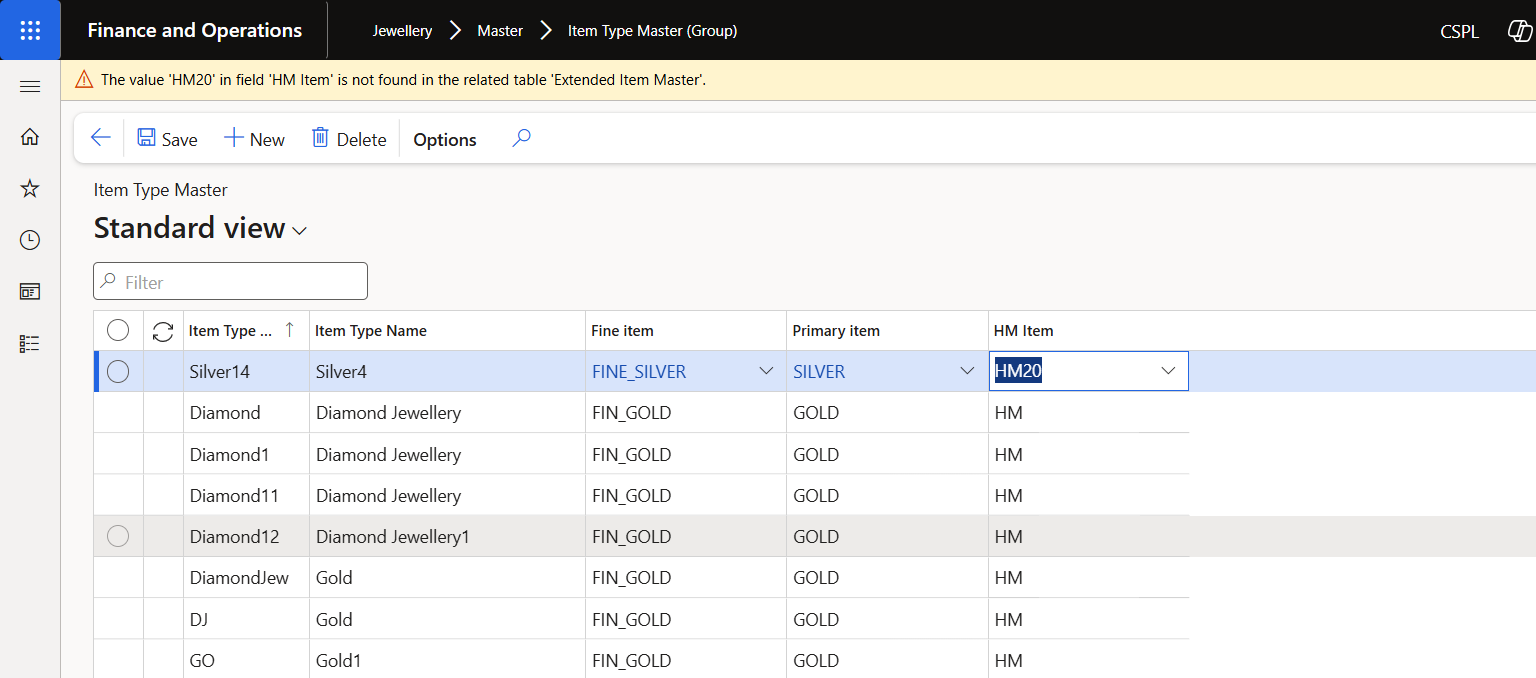 Finance and Operations Jewellery Master Item Type Master (Group) CSPL
The value 'HM20' in field 'HM Item' is not found in the related table 'Extended Item Master'.
Save New Delete Options
Item Type Master
Standard view
Filter
Item Type ... Item Type Name Fine item Primary item HM Item
Silver14 Silver4 FINE_SILVER SILVER HM20
Diamond Diamond Jewellery FIN_GOLD GOLD HM
Diamond1 Diamond Jewellery FIN_GOLD GOLD HM
Diamond11 Diamond Jewellery FIN_GOLD GOLD HM
Diamond12 Diamond Jewellery1 FIN_GOLD GOLD HM
DiamondJew Gold FIN_GOLD GOLD HM
DJ Gold FIN_GOLD GOLD HM
GO Gold1 FIN_GOLD GOLD HM